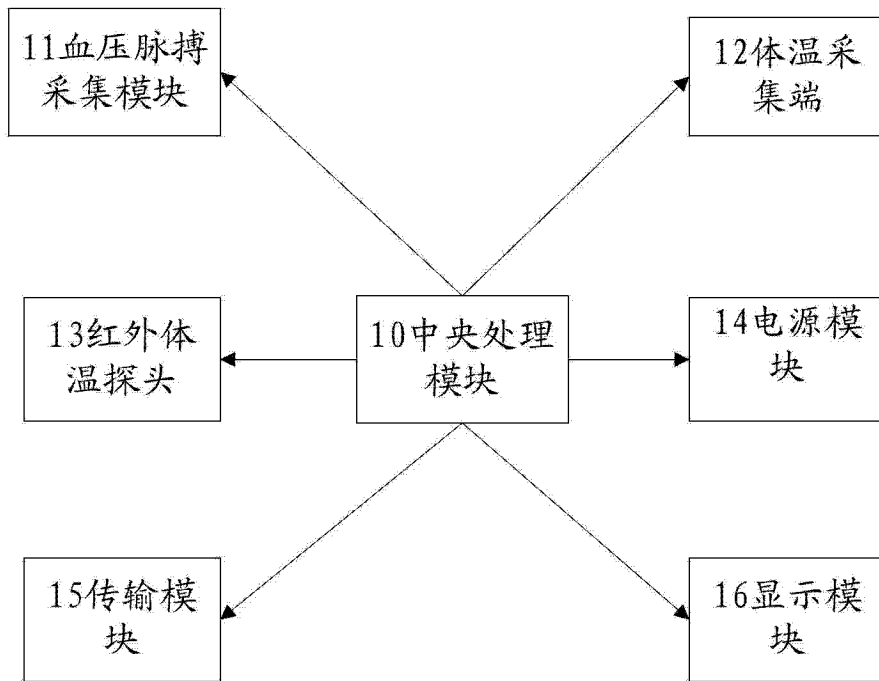 11血压脉搏
采集模块
12体温采
集端
13红外体
温探头
10中央处理
模块
14电源模
块
15传输模
块
16显示模
块